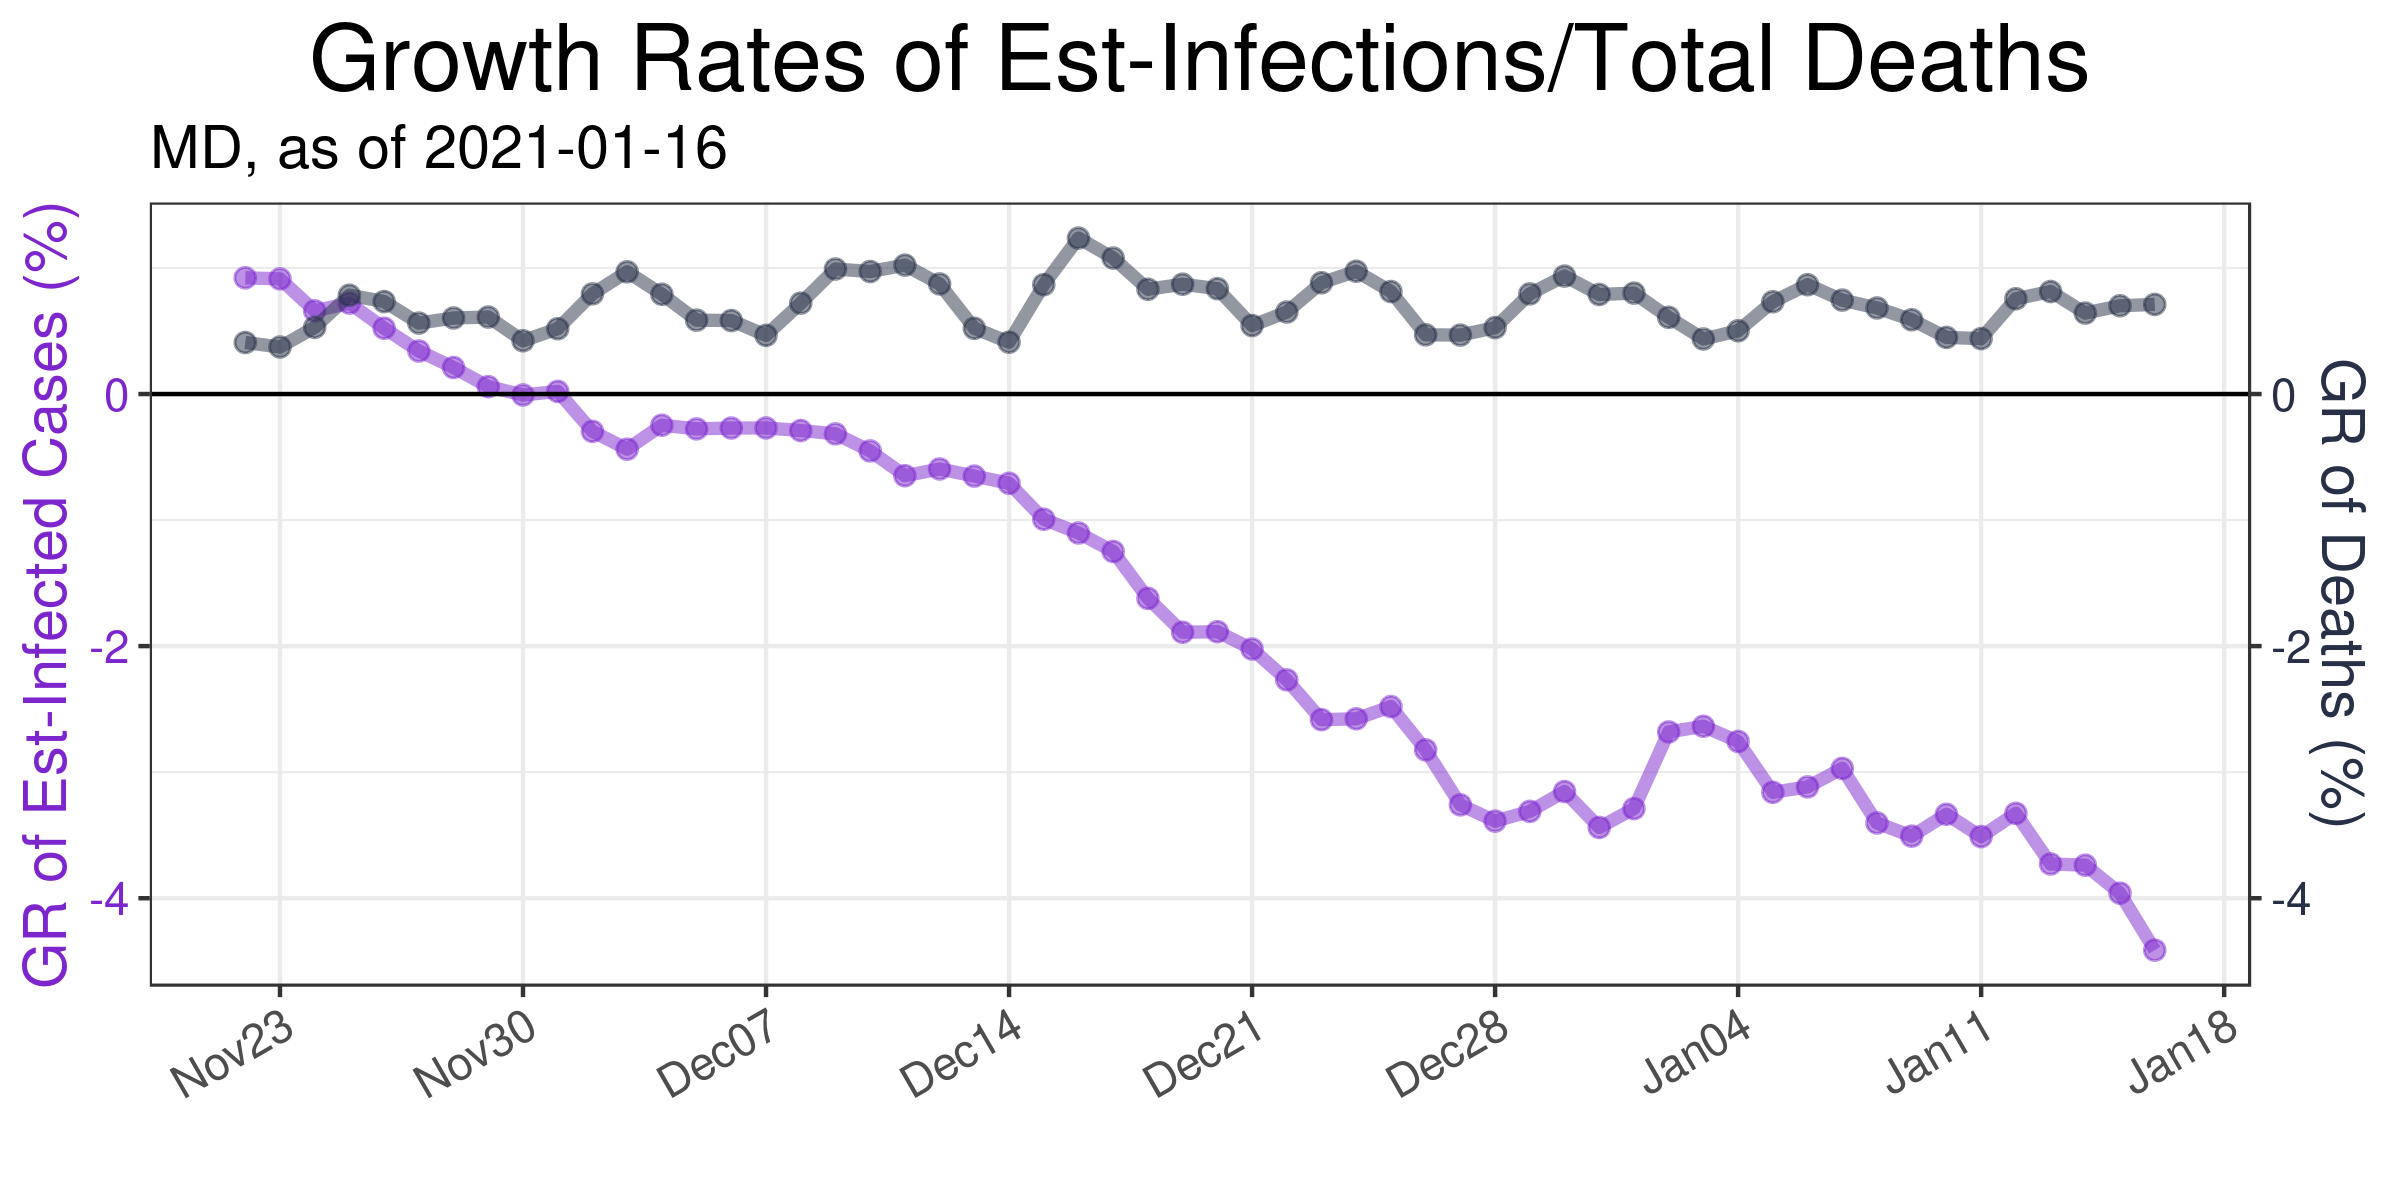 Growth Rates of Est-Infections/Total Deaths
MD, as of 2021-01-16
GR of Est-Infected Cases (%)
0
-2
-4
0
-2
-4
GR of Deaths (%)
Nov23
Nov30
Dec07
Dec14
Dec21
Dec28
Jan04
Jan11
Jan18